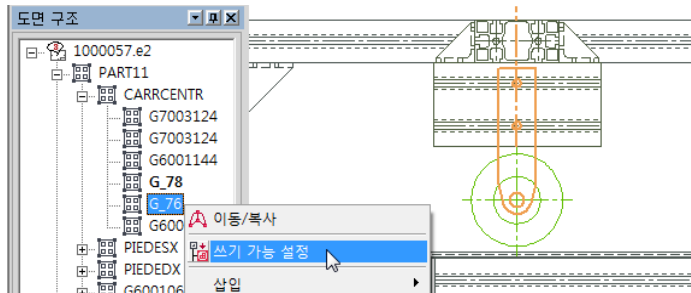 도면 구조
1000057.e2
PART11
CARRCENTR
G7003124
G7003124
G6001144
G_78
G_76
G600
이동/복사
쓰기 가능 설정
PIEDESX
PIEDEDX
삽입
G600106